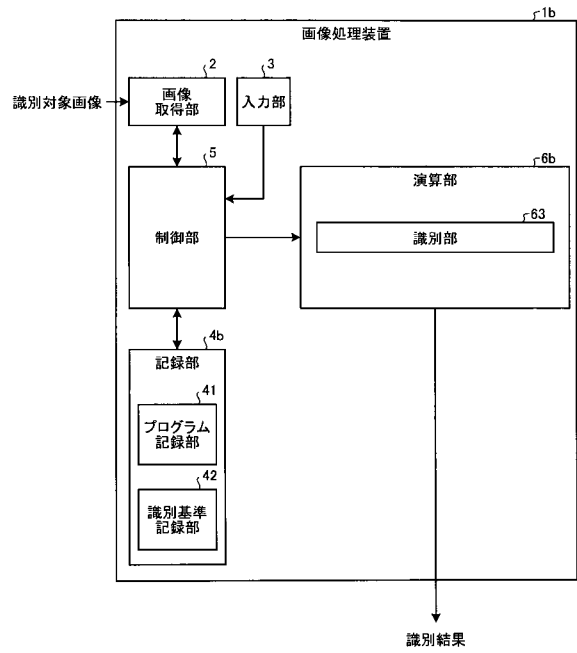 1b
画像処理装置
2
3
識別対象画像
画像
取得部
入力部
5
6b
制御部
演算部
63
識別部
4b
記録部
41
プログラム
記録部
42
識別基準
記録部
識別結果